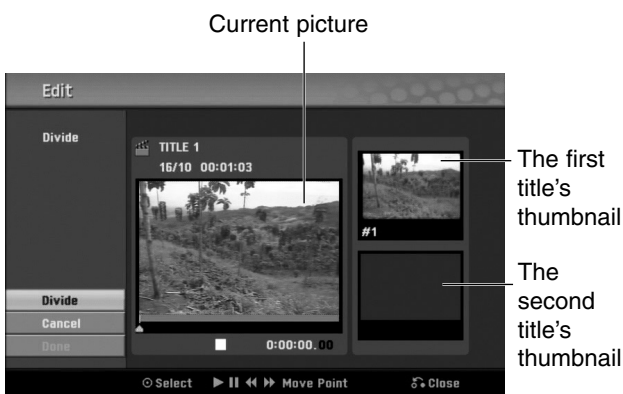 Current picture
Edit
Divide
TITLE 1
16/10 00:01:03
#1
The first
title's
thumbnail
The
second
title's
thumbnail
Divide
Cancel
Done
0:00:00.00
Select
Move Point
Close